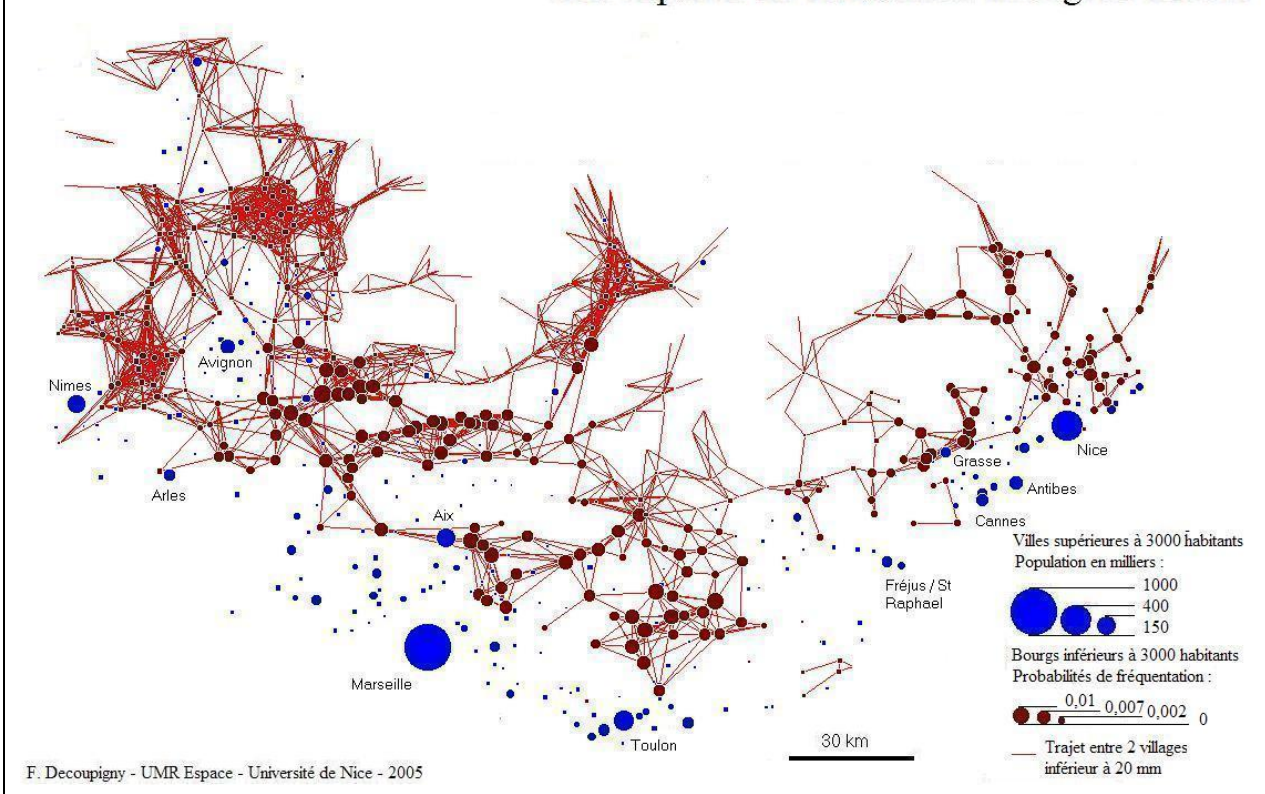 Avignon
Nimes
Arles
Aix
Marseille
Toulon
Grasse
Nice
Antibes
Cannes
Fréjus / St
Raphael
Villes supérieures à 3000 habitants
Population en milliers :
1000
400
150
Bourgs inférieurs à 3000 habitants
Probabilités de fréquentation :
0,01
0,007
0,002
0
Trajet entre 2 villages
inférieur à 20 mm
30 km
F. Decoupigny - UMR Espace - Université de Nice - 2005